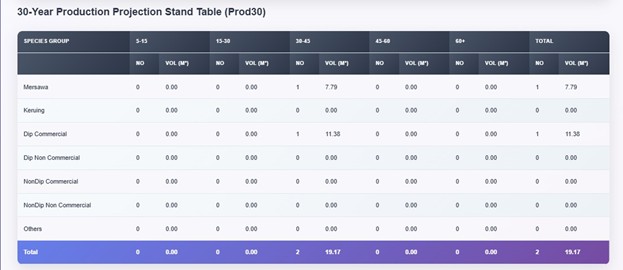 30-Year Production Projection Stand Table (Prod30)
SPECIES GROUP 5-15 15-30 30-45 45-60 60+ TOTAL
NO VOL (M³) NO VOL (M³) NO VOL (M³) NO VOL (M³) NO VOL (M³) NO VOL (M³)
Mersawa 0 0.00 0 0.00 1 7.79 0 0.00 0 0.00 1 7.79
Keruing 0 0.00 0 0.00 0 0.00 0 0.00 0 0.00 0 0.00
Dip Commercial 0 0.00 0 0.00 1 11.38 0 0.00 0 0.00 1 11.38
Dip Non Commercial 0 0.00 0 0.00 0 0.00 0 0.00 0 0.00 0 0.00
NonDip Commercial 0 0.00 0 0.00 0 0.00 0 0.00 0 0.00 0 0.00
NonDip Non Commercial 0 0.00 0 0.00 0 0.00 0 0.00 0 0.00 0 0.00
Others 0 0.00 0 0.00 0 0.00 0 0.00 0 0.00 0 0.00
Total 0 0.00 0 0.00 2 19.17 0 0.00 0 0.00 2 19.17